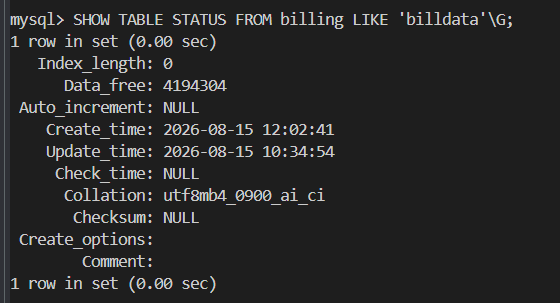 mysql> SHOW TABLE STATUS FROM billing LIKE 'billdata'\G;
1 row in set (0.00 sec)
Index_length: 0
Data_free: 4194304
Auto_increment: NULL
Create_time: 2026-08-15 12:02:41
Update_time: 2026-08-15 10:34:54
Check_time: NULL
Collation: utf8mb4_0900_ai_ci
Checksum: NULL
Create_options:
Comment:
1 row in set (0.00 sec)